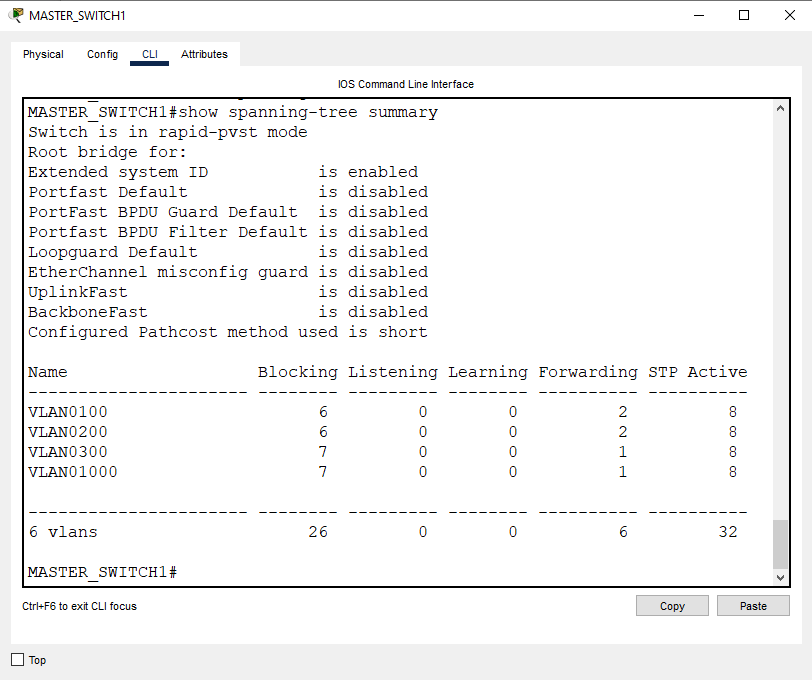 MASTER_SWITCH1
Physical Config CLI Attributes
IOS Command Line Interface
MASTER_SWITCH1#show spanning-tree summary
Switch is in rapid-pvst mode
Root bridge for:
Extended system ID           is enabled
Portfast Default             is disabled
PortFast BPDU Guard Default  is disabled
Portfast BPDU Filter Default is disabled
Loopguard Default            is disabled
EtherChannel misconfig guard is disabled
UplinkFast                   is disabled
BackboneFast                 is disabled
Configured Pathcost method used is short
Name                   Blocking Listening Learning Forwarding STP Active
---------------------- -------- --------- -------- ---------- ----------
VLAN0100                     6         0        0          2          8
VLAN0200                     6         0        0          2          8
VLAN0300                     7         0        0          1          8
VLAN01000                    7         0        0          1          8
---------------------- -------- --------- -------- ---------- ----------
6 vlans                     26         0        0          6         32
MASTER_SWITCH1#
Ctrl+F6 to exit CLI focus
Copy Paste
Top